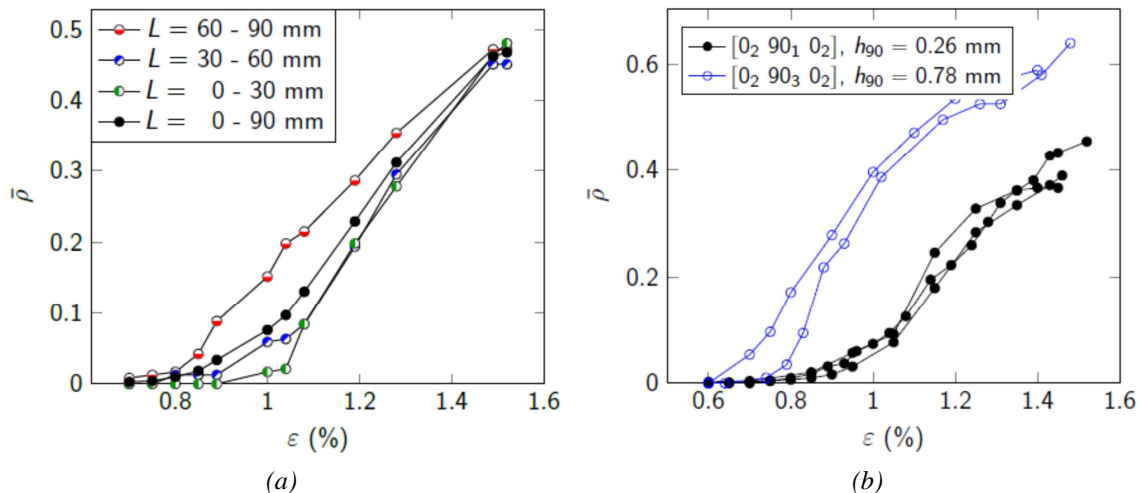 0.5
0.4
0.3
0.2
0.1
0
ρ̄
L = 60 - 90 mm
L = 30 - 60 mm
L = 0 - 30 mm
L = 0 - 90 mm
0.8 1 1.2 1.4 1.6
ε (%)
(a)
0.6
0.4
0.2
0
ρ̄
[0₂ 90₁ 0₂], h₉₀ = 0.26 mm
[0₂ 90₃ 0₂], h₉₀ = 0.78 mm
0.6 0.8 1 1.2 1.4 1.6
ε (%)
(b)